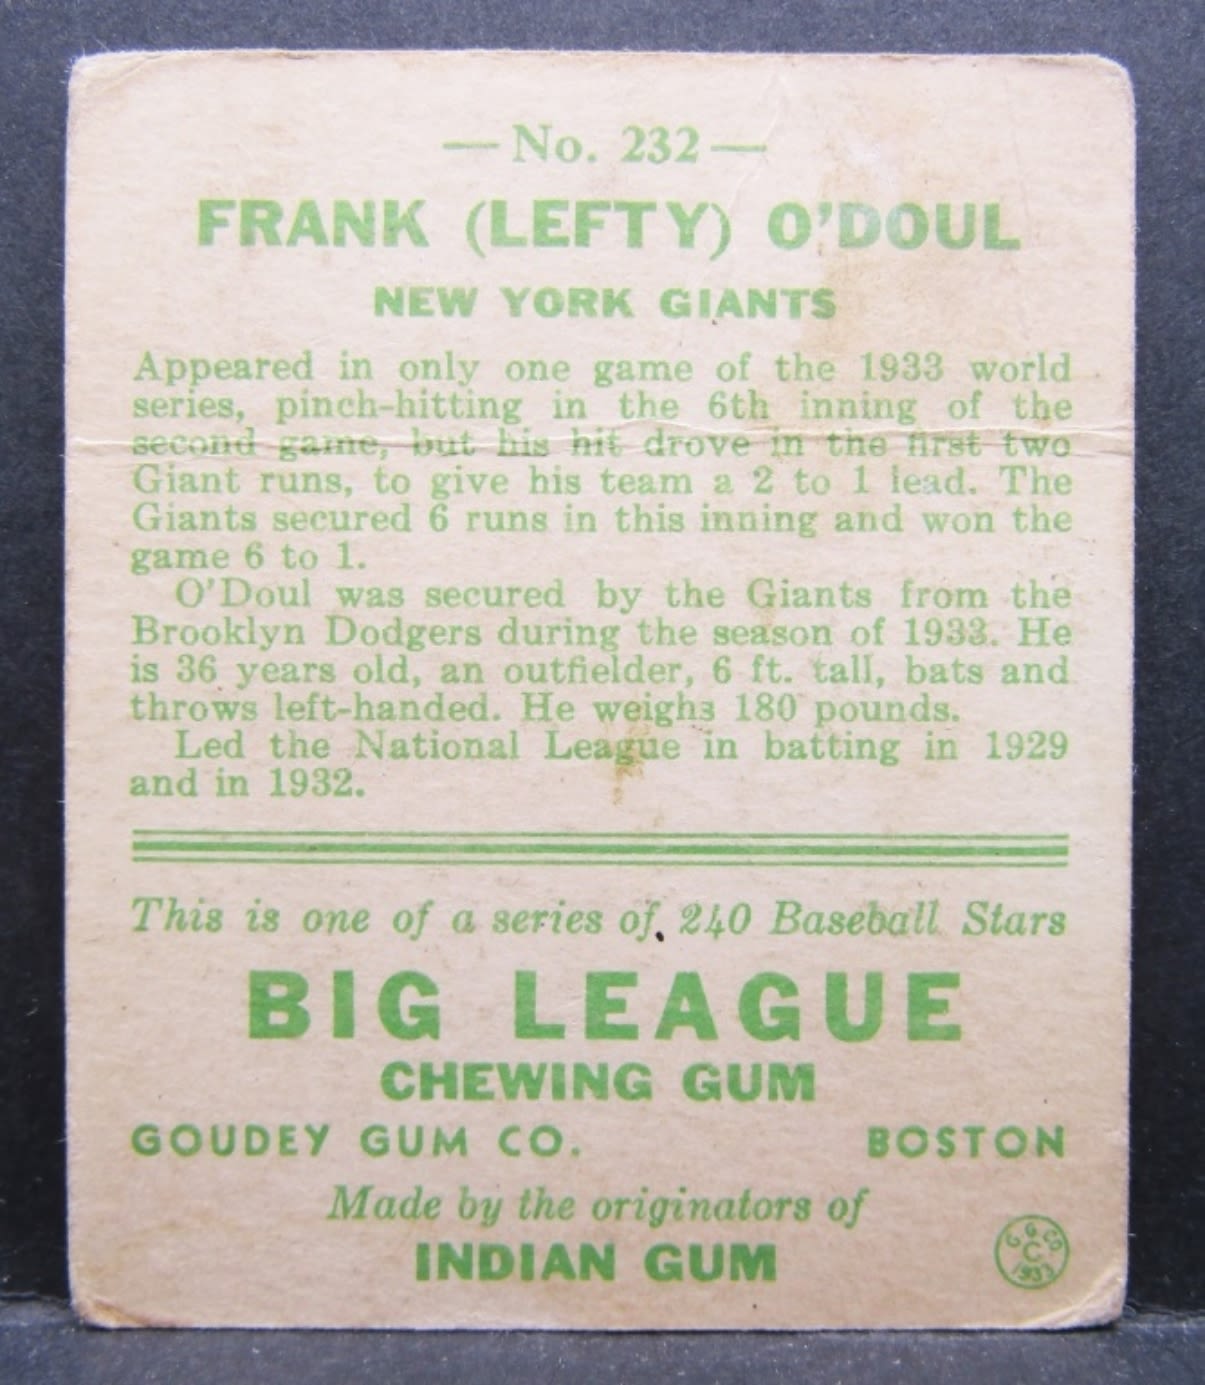 — No. 232 —
FRANK (LEFTY) O'DOUL
NEW YORK GIANTS
Appeared in only one game of the 1933 world
series, pinch-hitting in the 6th inning of the
second game, but his hit drove in the first two
Giant runs, to give his team a 2 to 1 lead. The
Giants secured 6 runs in this inning and won the
game 6 to 1.
O'Doul was secured by the Giants from the
Brooklyn Dodgers during the season of 1933. He
is 36 years old, an outfielder, 6 ft. tall, bats and
throws left-handed. He weighs 180 pounds.
Led the National League in batting in 1929
and in 1932.
This is one of a series of 240 Baseball Stars
BIG LEAGUE
CHEWING GUM
GOUDEY GUM CO. BOSTON
Made by the originators of
INDIAN GUM
G. G. CO
C
1933